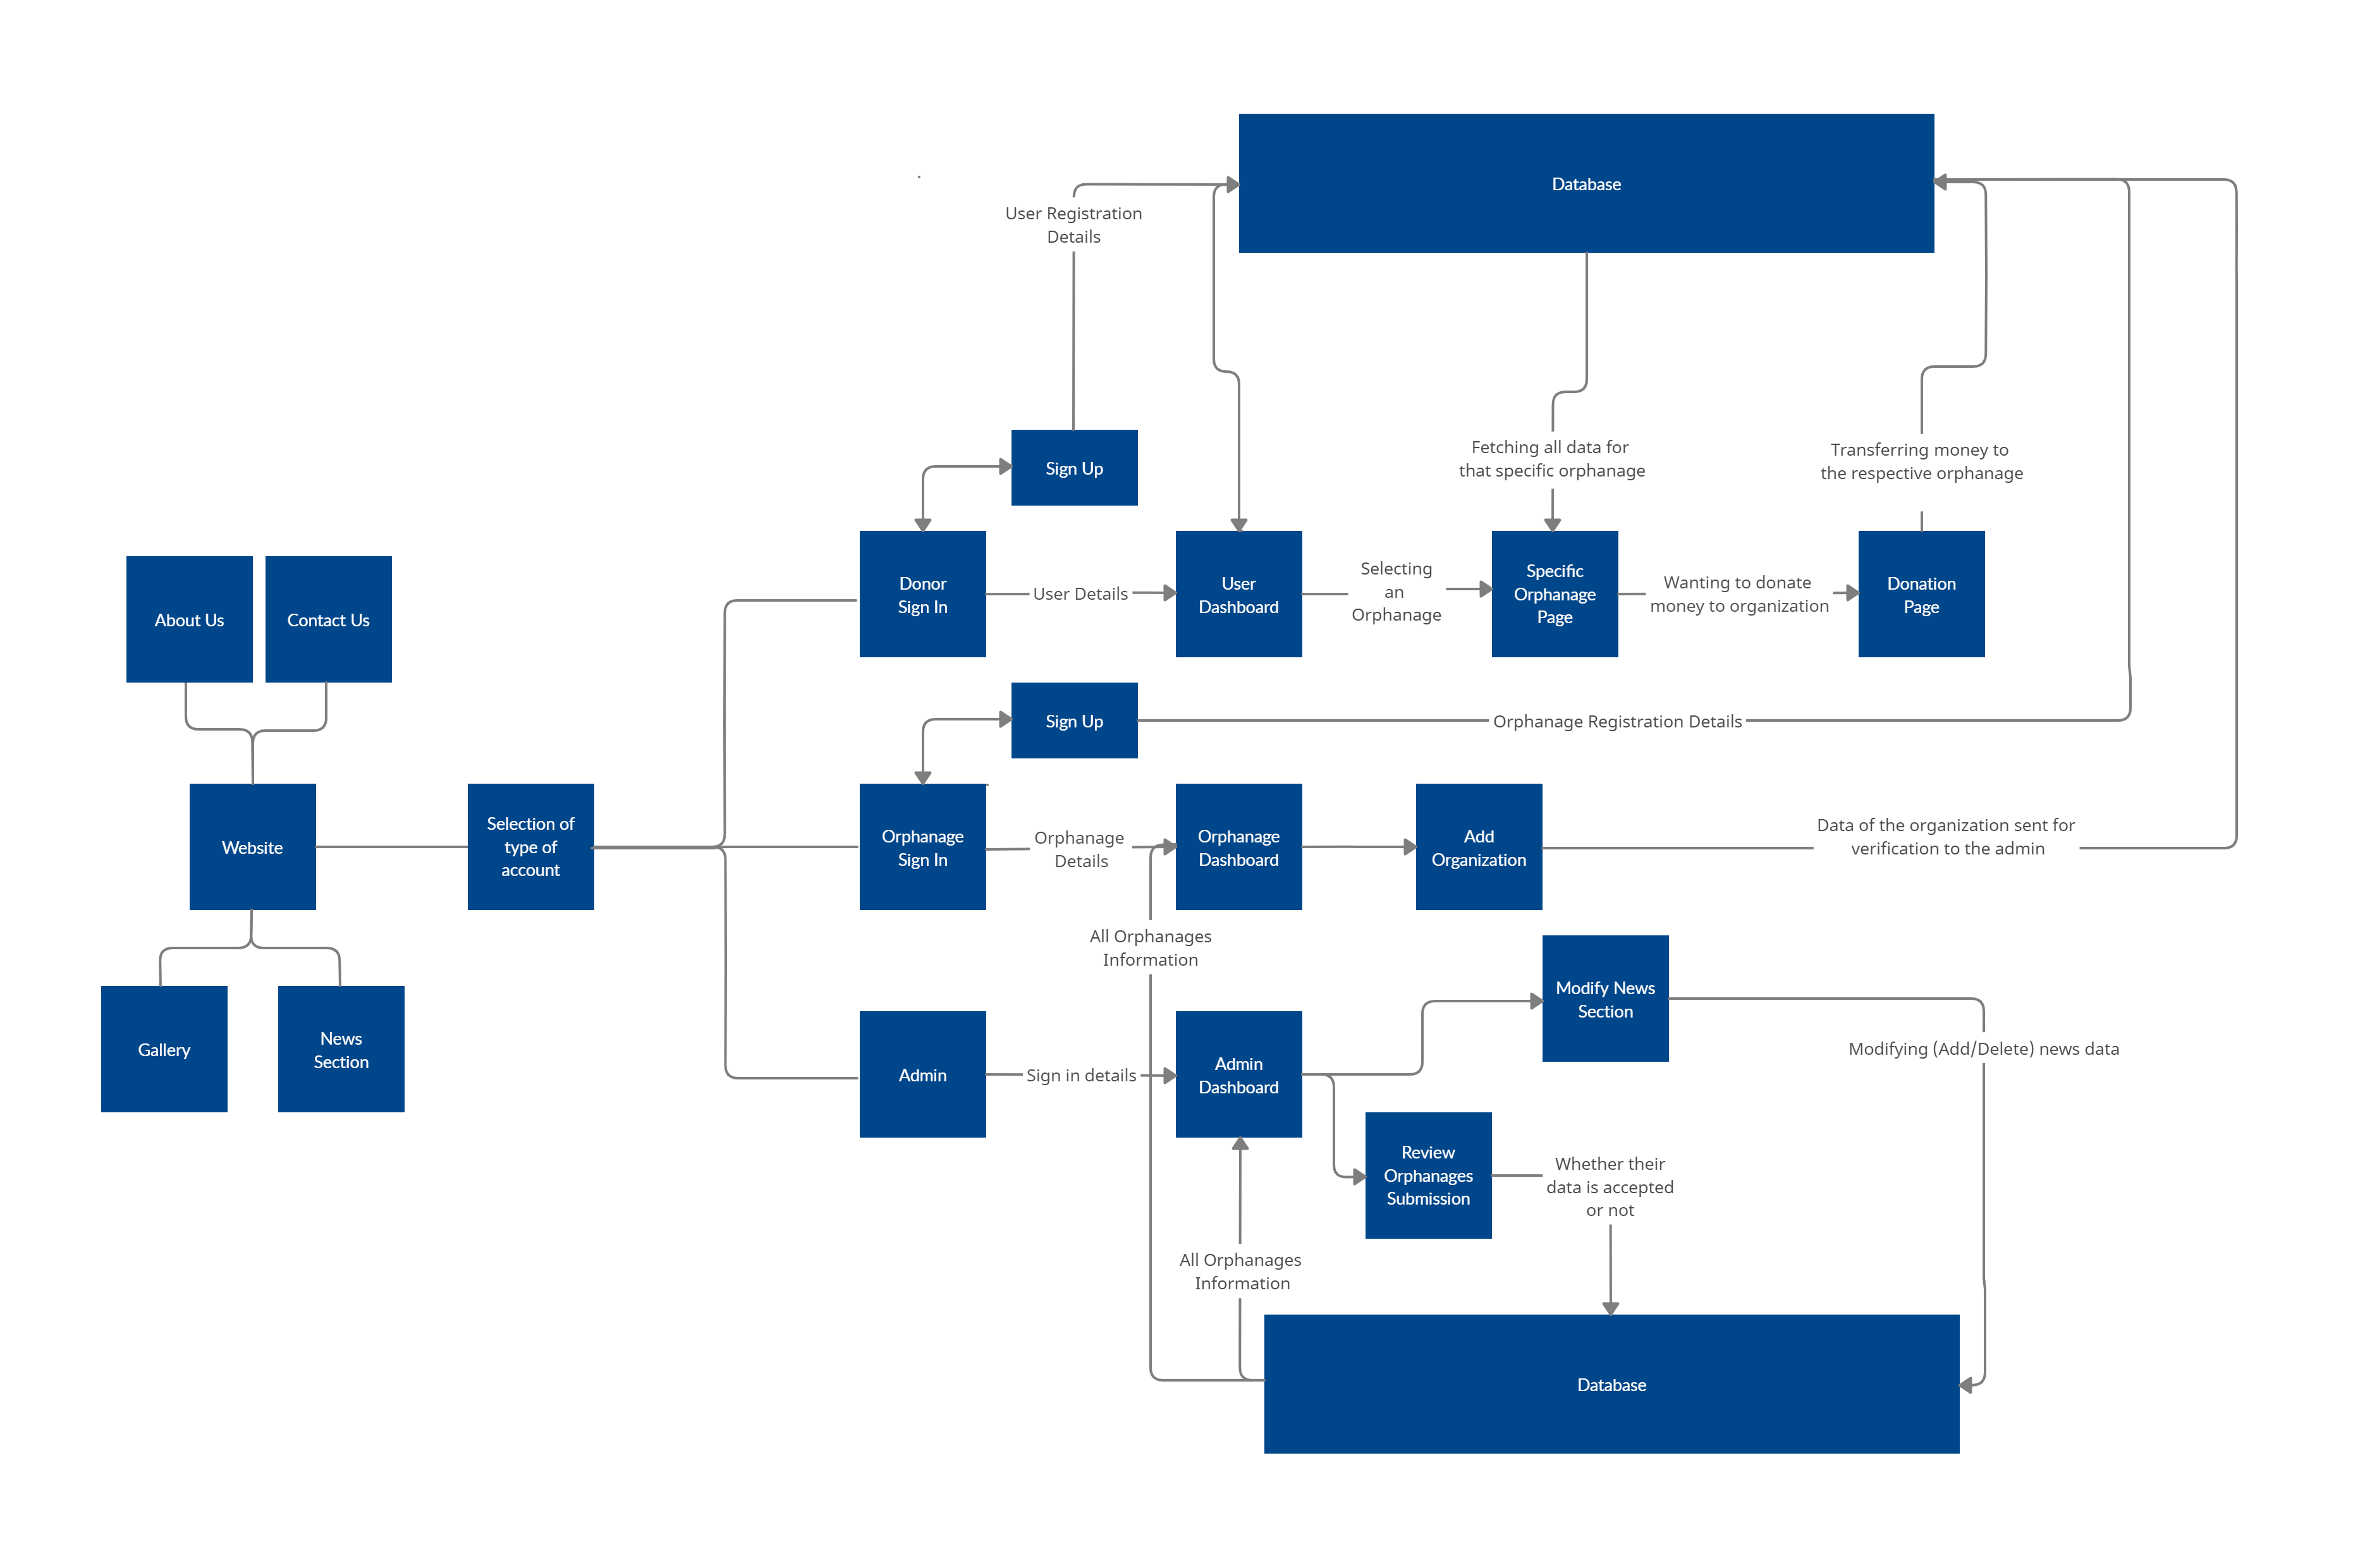 Database
User Registration
Details
Sign Up
Fetching all data for
that specific orphanage
Transferring money to
the respective orphanage
About Us
Contact Us
Donor
Sign In
User Details
User
Dashboard
Selecting
an
Orphanage
Specific
Orphanage
Page
Wanting to donate
money to organization
Donation
Page
Sign Up
Orphanage Registration Details
Website
Selection of
type of
account
Orphanage
Sign In
Orphanage
Details
Orphanage
Dashboard
Add
Organization
Data of the organization sent for
verification to the admin
All Orphanages
Information
Modify News
Section
Modifying (Add/Delete) news data
Gallery
News
Section
Admin
Sign in details
Admin
Dashboard
Review
Orphanages
Submission
Whether their
data is accepted
or not
All Orphanages
Information
Database